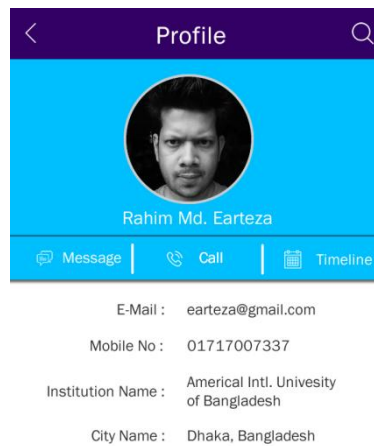 Profile
Rahim Md. Earteza
Message Call Timeline
E-Mail : earteza@gmail.com
Mobile No : 01717007337
Institution Name : Americal Intl. Univesity
of Bangladesh
City Name : Dhaka, Bangladesh